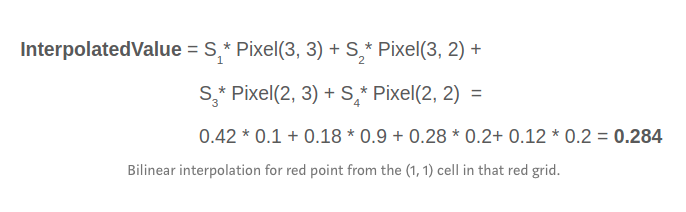 InterpolatedValue = S₁* Pixel(3, 3) + S₂* Pixel(3, 2) +
S₃* Pixel(2, 3) + S₄* Pixel(2, 2) =
0.42 * 0.1 + 0.18 * 0.9 + 0.28 * 0.2+ 0.12 * 0.2 = 0.284
Bilinear interpolation for red point from the (1, 1) cell in that red grid.